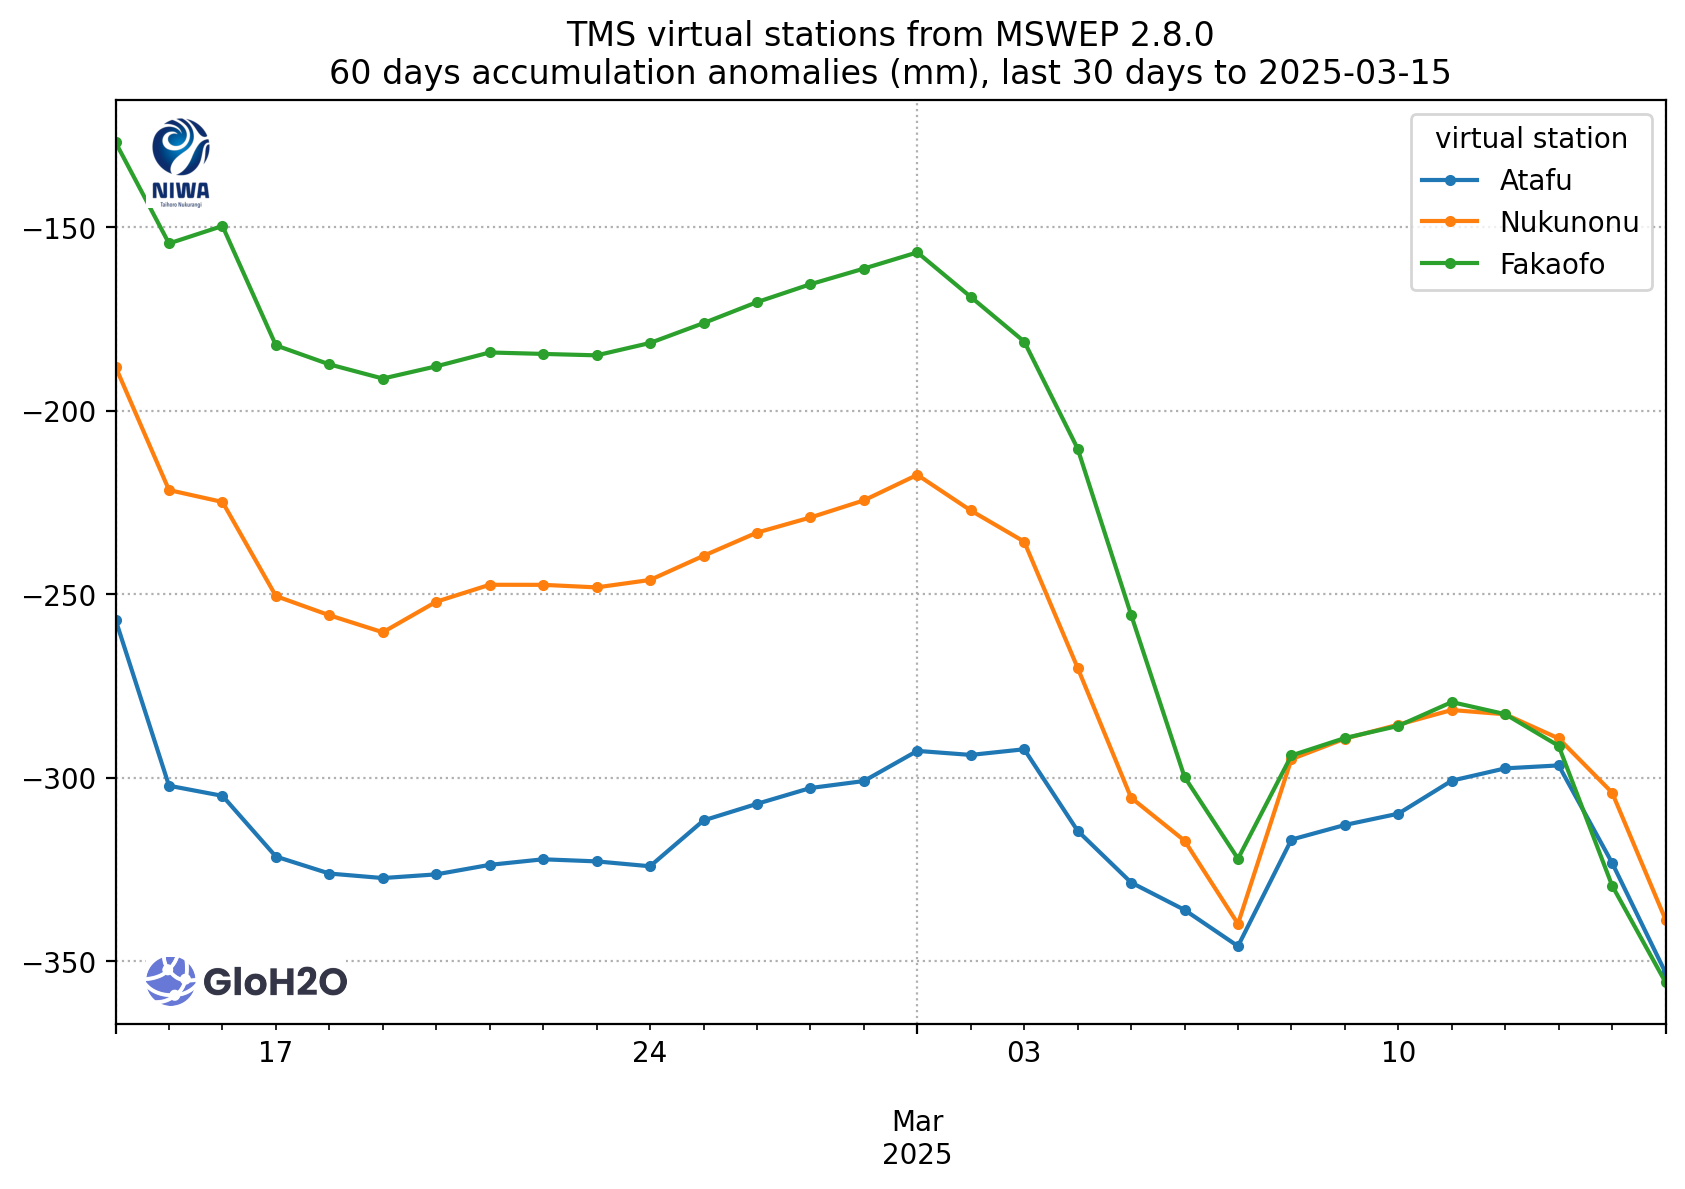 TMS virtual stations from MSWEP 2.8.0
60 days accumulation anomalies (mm), last 30 days to 2025-03-15
NIWA
Taihoro Nukurangi
virtual station
Atafu
Nukunonu
Fakaofo
−150
−200
−250
−300
−350
GloH2O
17
24
03
10
Mar
2025